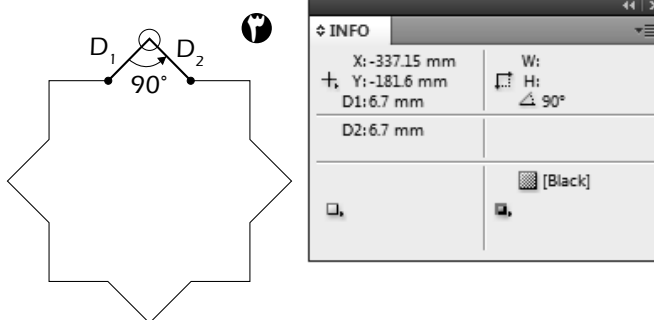 ۳
D1 D2
90°
INFO
X: -337.15 mm
Y: -181.6 mm
D1: 6.7 mm
W:
H:
90°
D2: 6.7 mm
[Black]